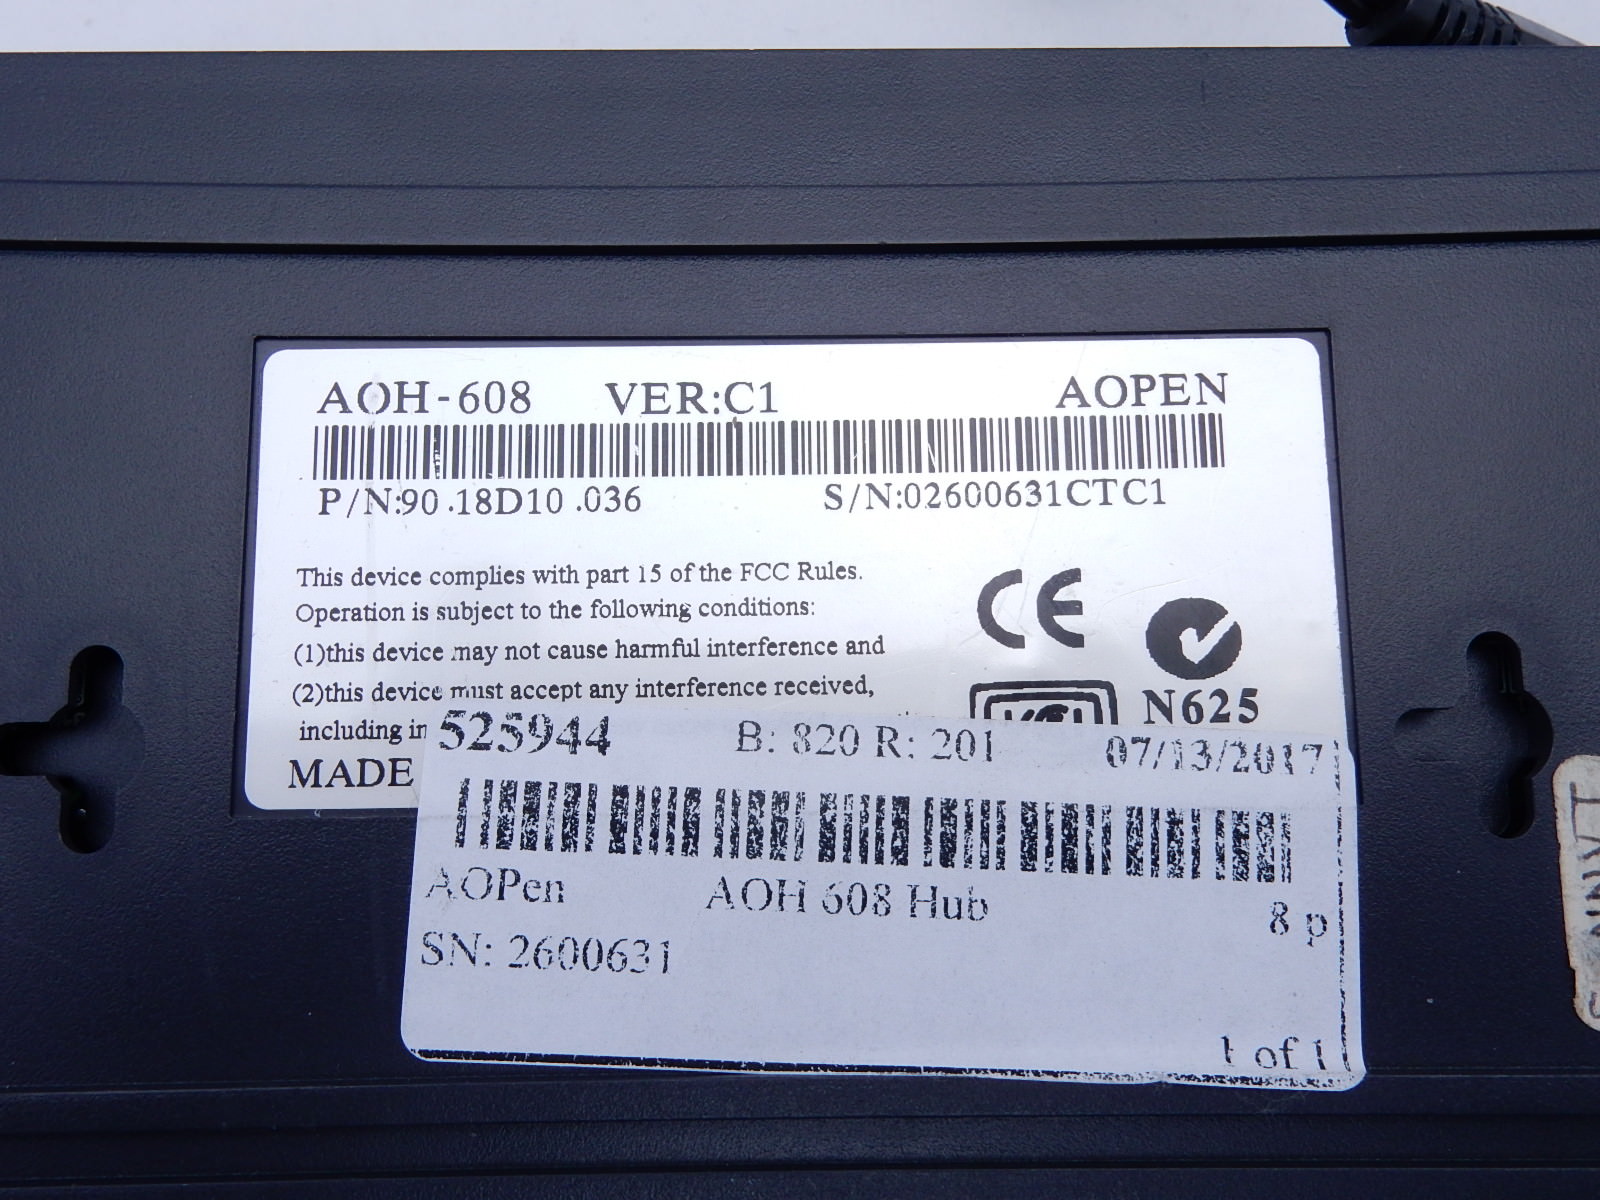 AOH-608 VER:C1 AOPEN
P/N:90.18D10.036 S/N:02600631CTC1
This device complies with part 15 of the FCC Rules.
Operation is subject to the following conditions:
(1)this device may not cause harmful interference and
(2)this device must accept any interference received,
including in
MADE
CE
N625
525944 B: 820 R: 201 07/13/2017
AOPen AOH 608 Hub 8 p
SN: 2600631
1 of 1